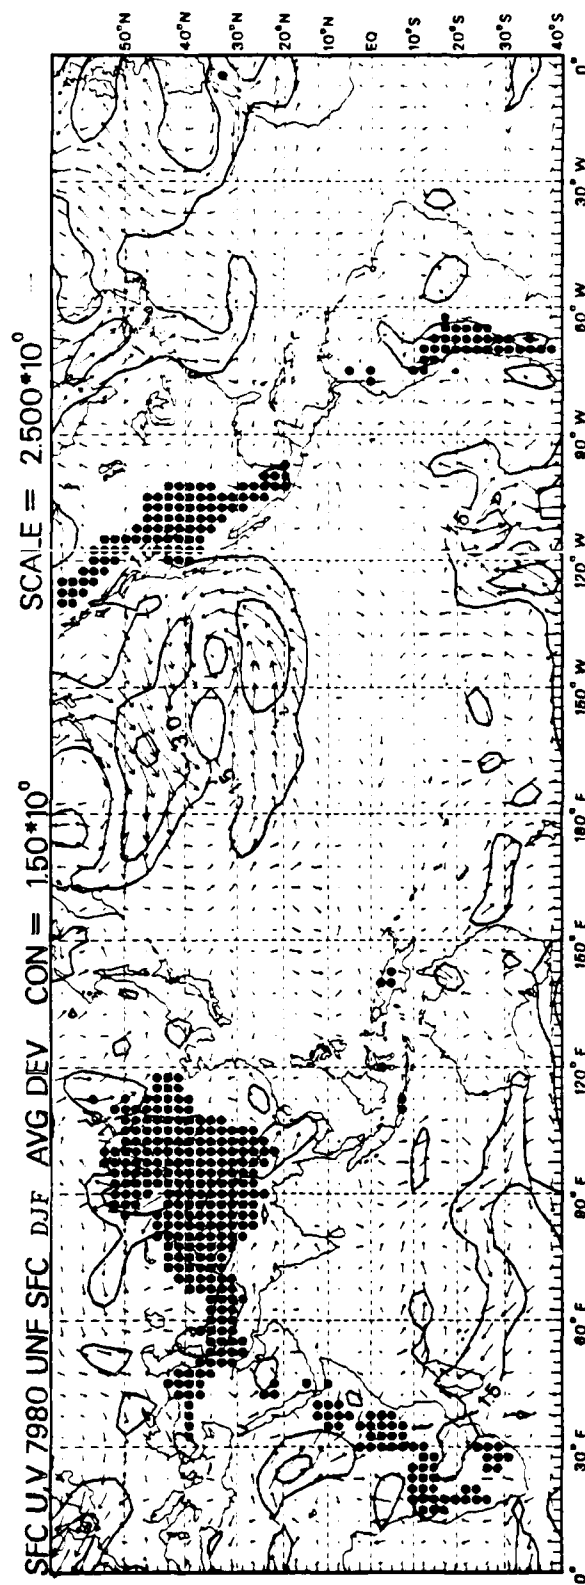 SFC U,V 7980 UNF SFC DJF AVG DEV CON = 1.50*10⁰ SCALE = 2.500*10⁰
50°N
40°N
30°N
20°N
10°N
EQ
10°S
20°S
30°S
40°S
30
15
15
0° 30° E 60° E 90° E 120° E 150° E 180° E 150° W 120° W 90° W 60° W 30° W 0°